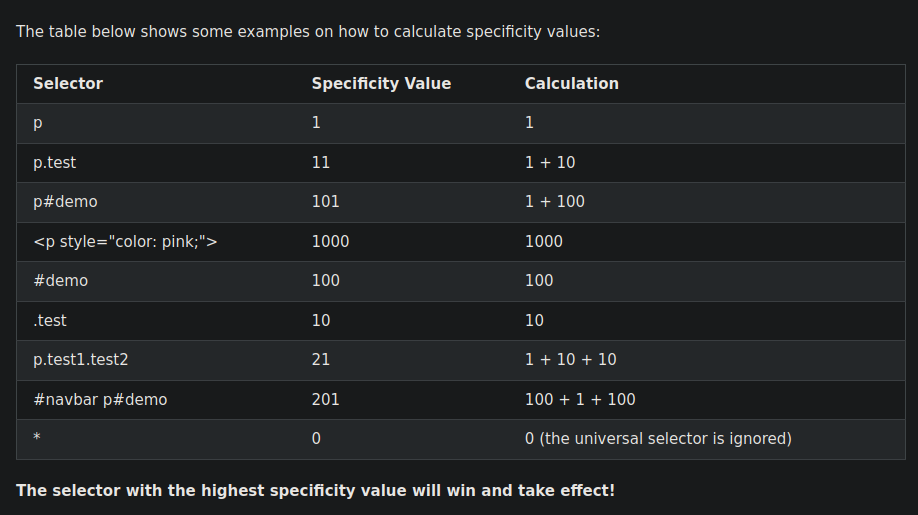 The table below shows some examples on how to calculate specificity values:
Selector Specificity Value Calculation
p 1 1
p.test 11 1 + 10
p#demo 101 1 + 100
<p style="color: pink;"> 1000 1000
#demo 100 100
.test 10 10
p.test1.test2 21 1 + 10 + 10
#navbar p#demo 201 100 + 1 + 100
* 0 0 (the universal selector is ignored)
The selector with the highest specificity value will win and take effect!